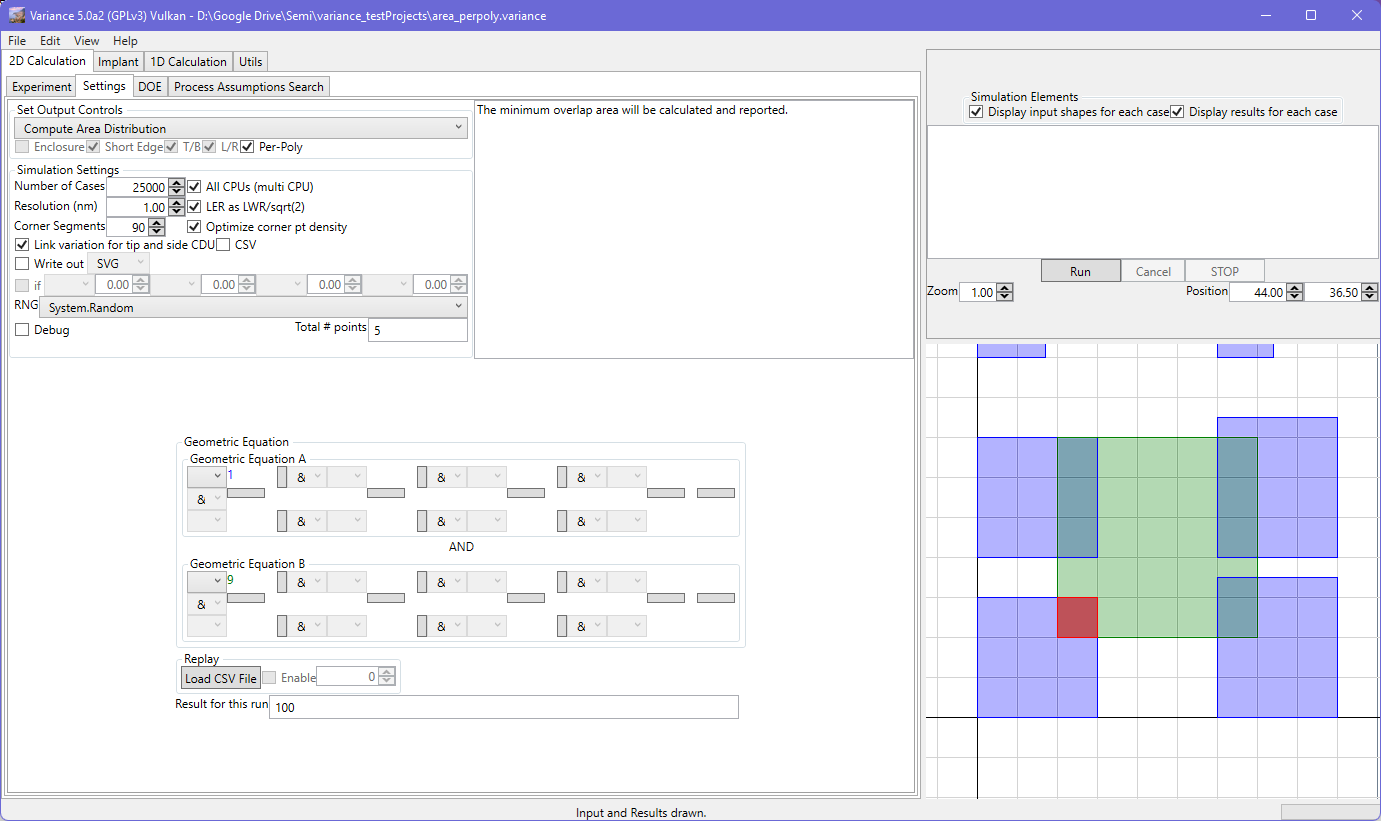 Variance 5.0a2 (GPLv3) Vulkan - D:\Google Drive\Semi\variance_testProjects\area_perpoly.variance
File Edit View Help
2D Calculation Implant 1D Calculation Utils
Experiment Settings DOE Process Assumptions Search
Set Output Controls
Compute Area Distribution
Enclosure Short Edge T/B L/R Per-Poly
The minimum overlap area will be calculated and reported.
Simulation Settings
Number of Cases 25000 All CPUs (multi CPU)
Resolution (nm) 1.00 LER as LWR/sqrt(2)
Corner Segments 90 Optimize corner pt density
Link variation for tip and side CDU CSV
Write out SVG
if 0.00 0.00 0.00 0.00
RNG System.Random
Debug Total # points 5
Geometric Equation
Geometric Equation A
1 & & &
&
& & &
AND
Geometric Equation B
9 & & &
&
& & &
Replay
Load CSV File Enable 0
Result for this run 100
Simulation Elements
Display input shapes for each case Display results for each case
Run Cancel STOP
Zoom 1.00 Position 44.00 36.50
Input and Results drawn.